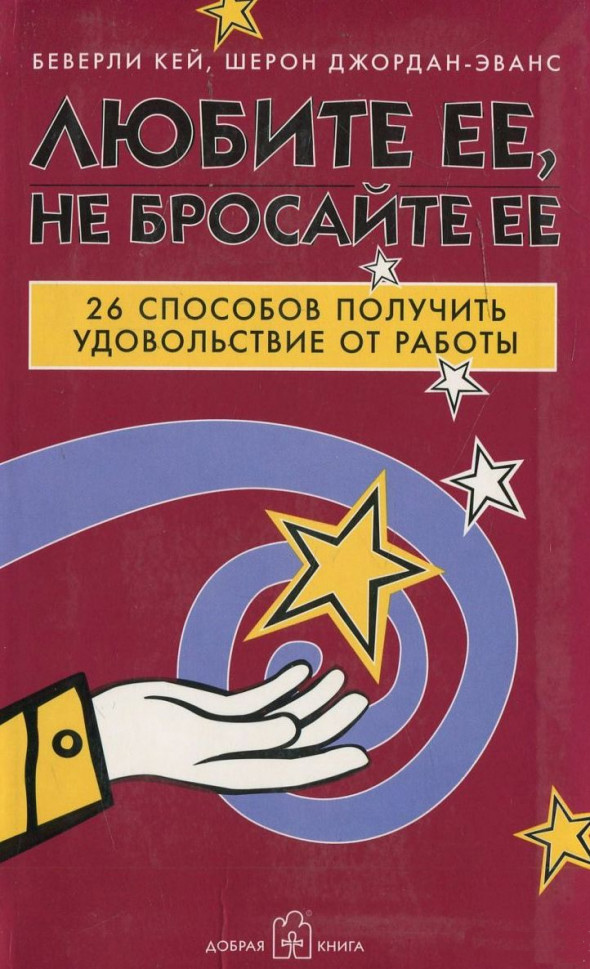 БЕВЕРЛИ КЕЙ, ШЕРОН ДЖОРДАН-ЭВАНС
ЛЮБИТЕ ЕЕ,
НЕ БРОСАЙТЕ ЕЕ
26 СПОСОБОВ ПОЛУЧИТЬ
УДОВОЛЬСТВИЕ ОТ РАБОТЫ
ДОБРАЯ КНИГА